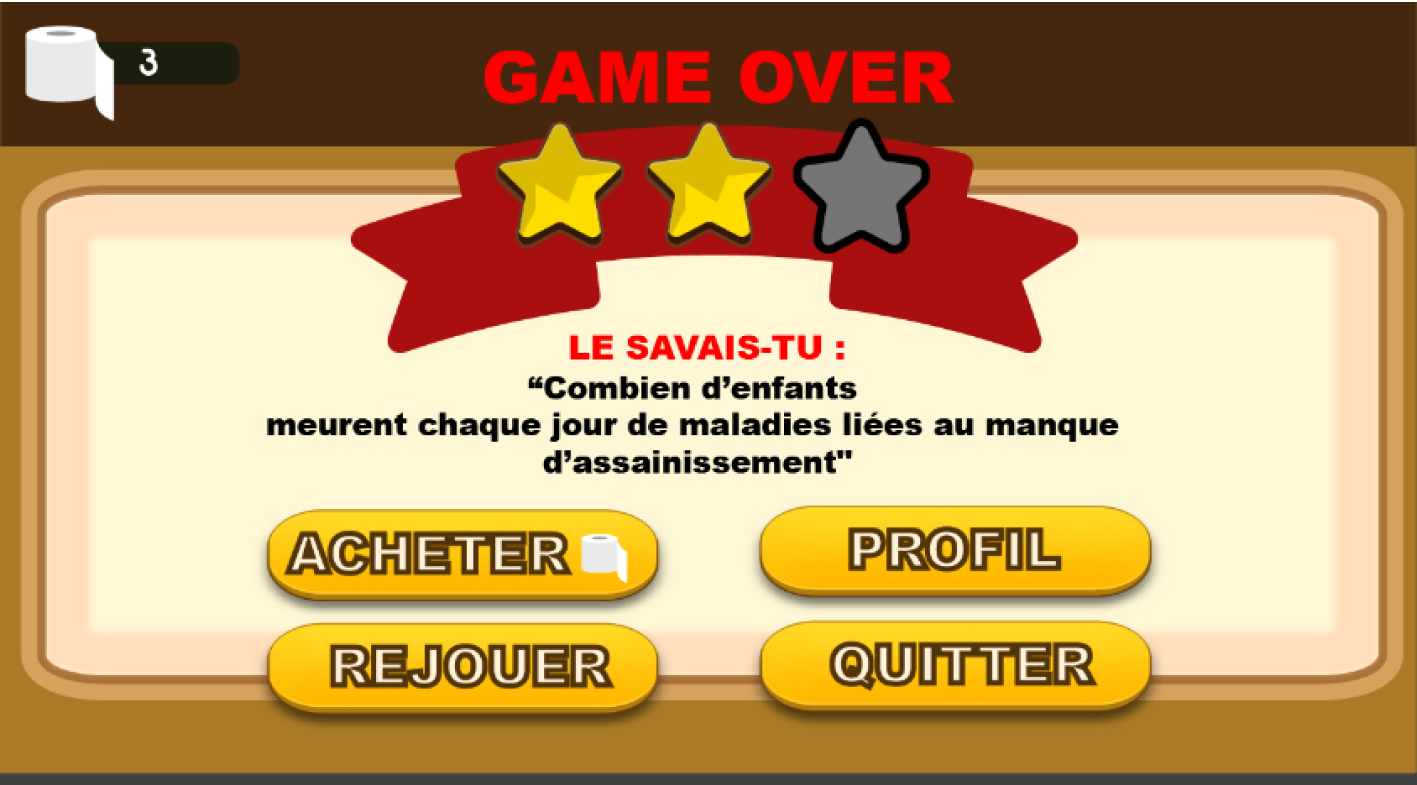 3
GAME OVER
LE SAVAIS-TU :
“Combien d’enfants
meurent chaque jour de maladies liées au manque
d’assainissement"
ACHETER
PROFIL
REJOUER
QUITTER